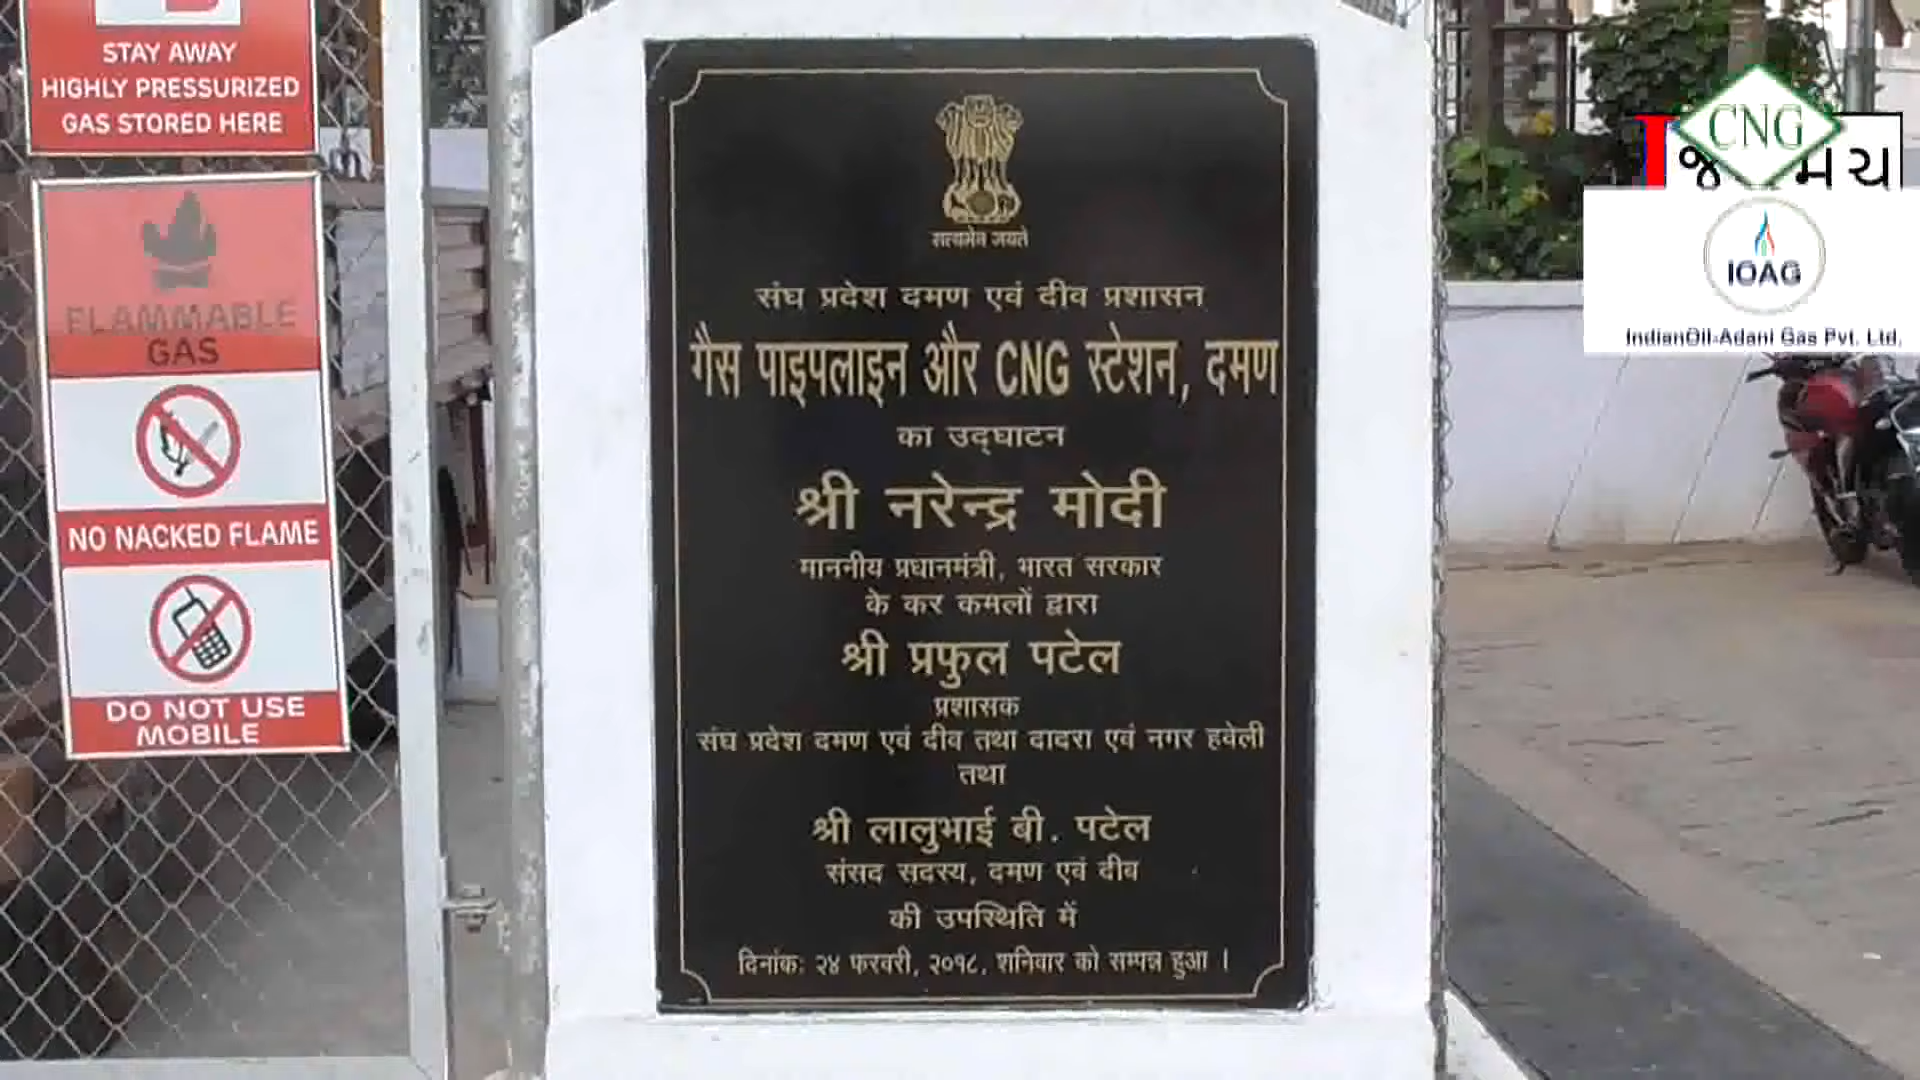 STAY AWAY
HIGHLY PRESSURIZED
GAS STORED HERE
FLAMMABLE
GAS
NO NACKED FLAME
DO NOT USE
MOBILE
सत्यमेव जयते
संघ प्रदेश दमण एवं दीव प्रशासन
गैस पाइपलाइन और CNG स्टेशन, दमण
का उद्घाटन
श्री नरेन्द्र मोदी
माननीय प्रधानमंत्री, भारत सरकार
के कर कमलों द्वारा
श्री प्रफुल पटेल
प्रशासक
संघ प्रदेश दमण एवं दीव तथा दादरा एवं नगर हवेली
तथा
श्री लालुभाई बी. पटेल
संसद सदस्य, दमण एवं दीव
की उपस्थिति में
दिनांक: २४ फरवरी, २०१८, शनिवार को सम्पन्न हुआ ।
CNG
IOAG
IndianOil-Adani Gas Pvt. Ltd.